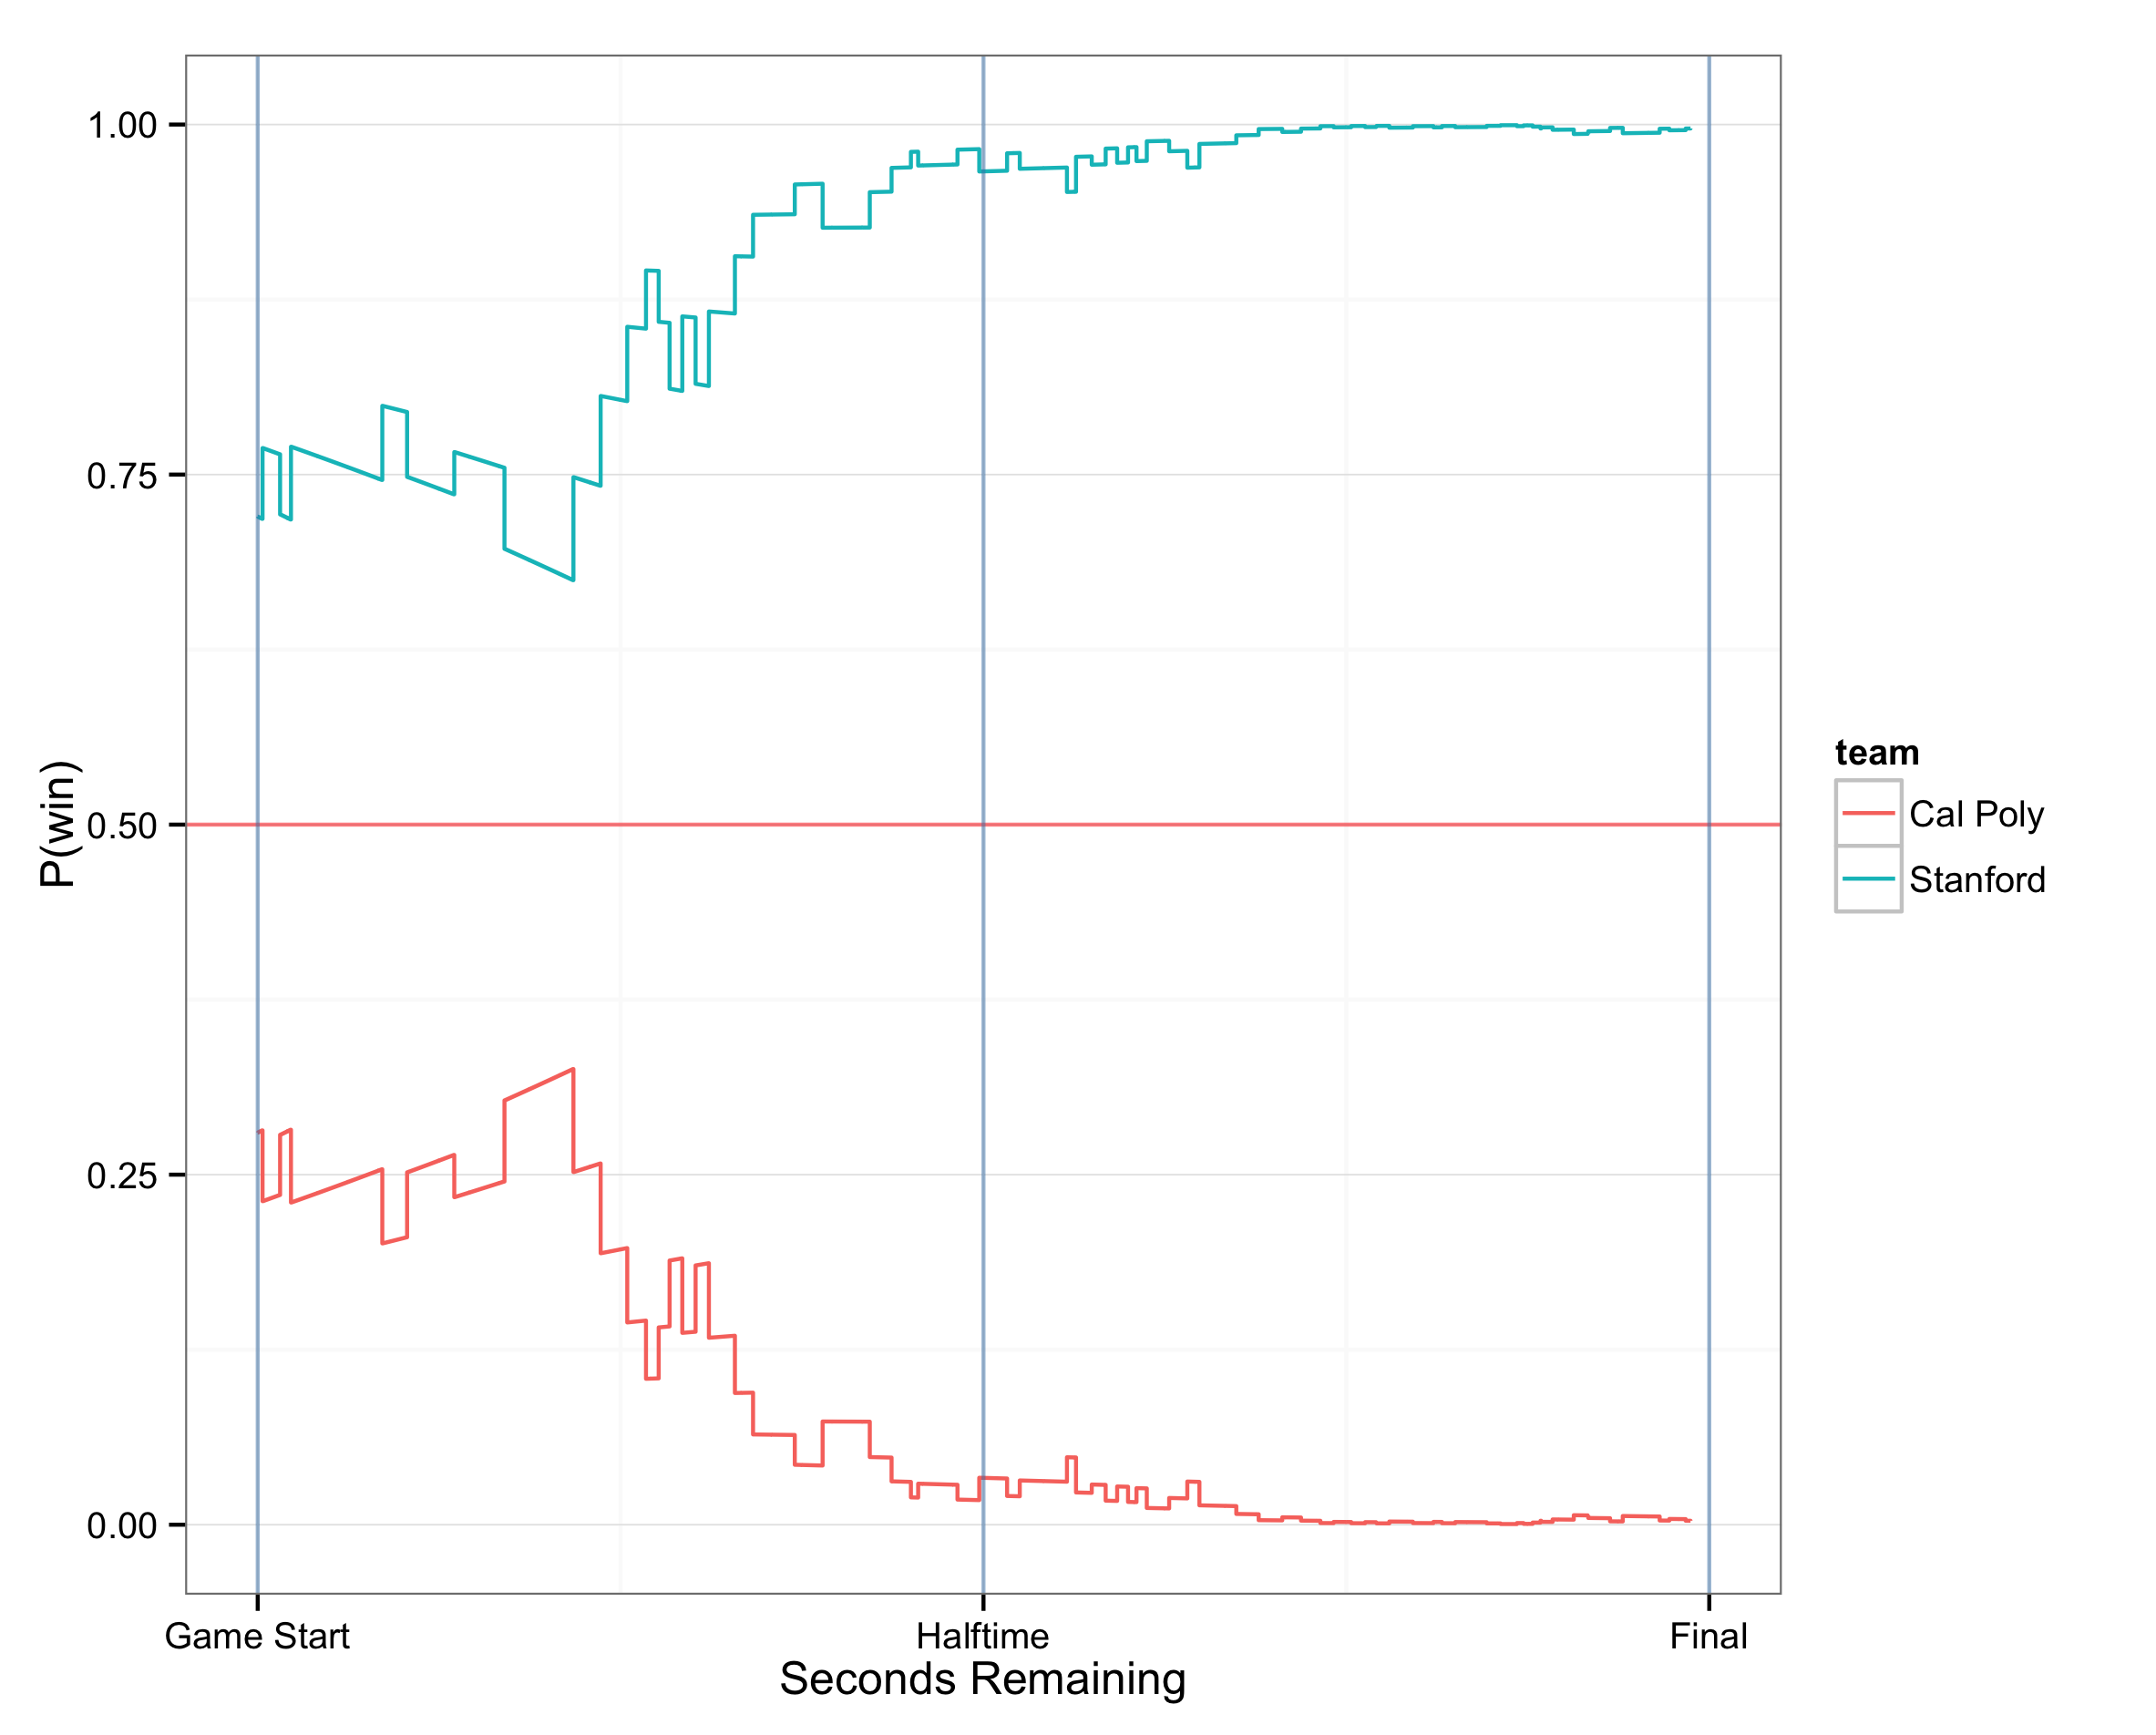 1.00
0.75
0.50
0.25
0.00
P(win)
Game Start
Halftime
Final
Seconds Remaining
team
Cal Poly
Stanford